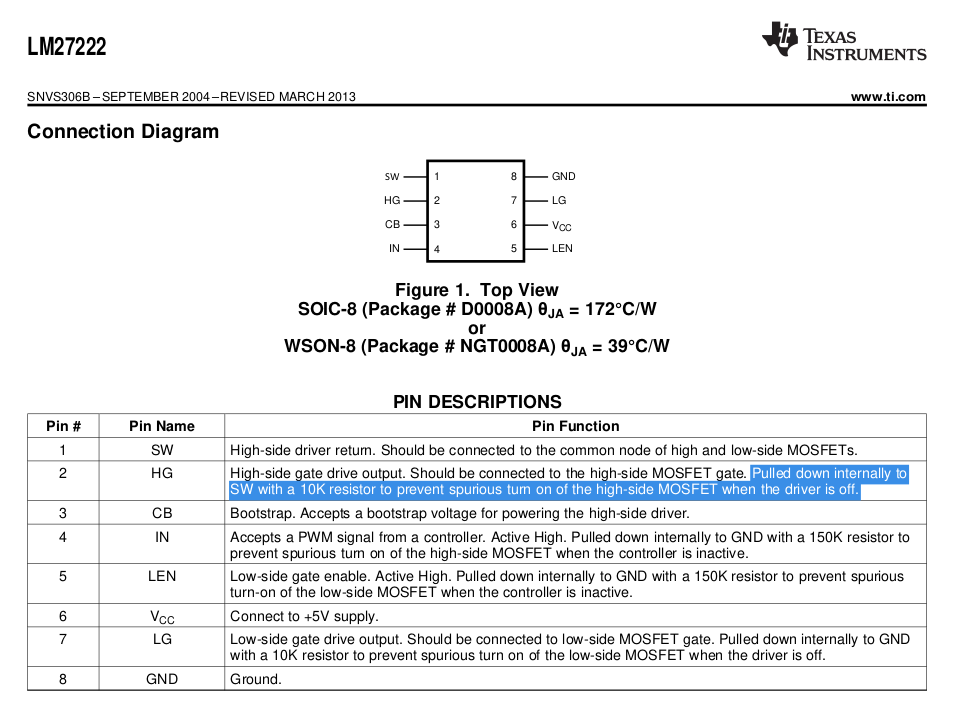 LM27222
TEXAS
INSTRUMENTS
SNVS306B – SEPTEMBER 2004 – REVISED MARCH 2013
www.ti.com
Connection Diagram
SW 1 8 GND
HG 2 7 LG
CB 3 6 VCC
IN 4 5 LEN
Figure 1. Top View
SOIC-8 (Package # D0008A) θJA = 172°C/W
or
WSON-8 (Package # NGT0008A) θJA = 39°C/W
PIN DESCRIPTIONS
Pin # Pin Name Pin Function
1 SW High-side driver return. Should be connected to the common node of high and low-side MOSFETs.
2 HG High-side gate drive output. Should be connected to the high-side MOSFET gate. Pulled down internally to
SW with a 10K resistor to prevent spurious turn on of the high-side MOSFET when the driver is off.
3 CB Bootstrap. Accepts a bootstrap voltage for powering the high-side driver.
4 IN Accepts a PWM signal from a controller. Active High. Pulled down internally to GND with a 150K resistor to
prevent spurious turn on of the high-side MOSFET when the controller is inactive.
5 LEN Low-side gate enable. Active High. Pulled down internally to GND with a 150K resistor to prevent spurious
turn-on of the low-side MOSFET when the controller is inactive.
6 VCC Connect to +5V supply.
7 LG Low-side gate drive output. Should be connected to low-side MOSFET gate. Pulled down internally to GND
with a 10K resistor to prevent spurious turn on of the low-side MOSFET when the driver is off.
8 GND Ground.